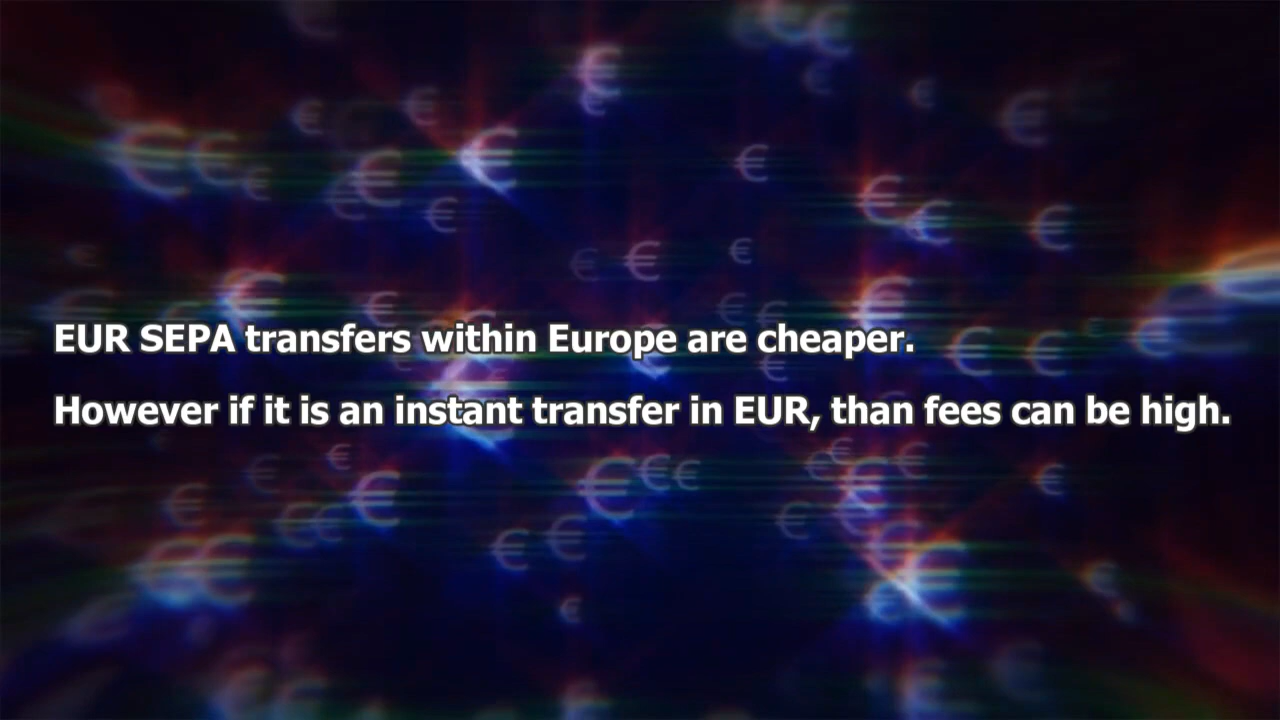 EUR SEPA transfers within Europe are cheaper.
However if it is an instant transfer in EUR, than fees can be high.